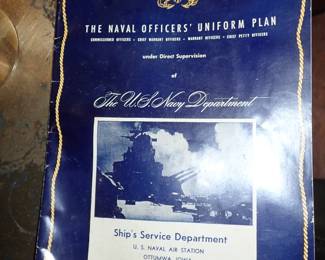 THE NAVAL OFFICERS' UNIFORM PLAN
COMMISSIONED OFFICERS • CHIEF WARRANT OFFICERS • WARRANT OFFICERS • CHIEF PETTY OFFICERS
under Direct Supervision
of
The U.S. Navy Department
Ship's Service Department
U. S. NAVAL AIR STATION
OTTUMWA, IOWA